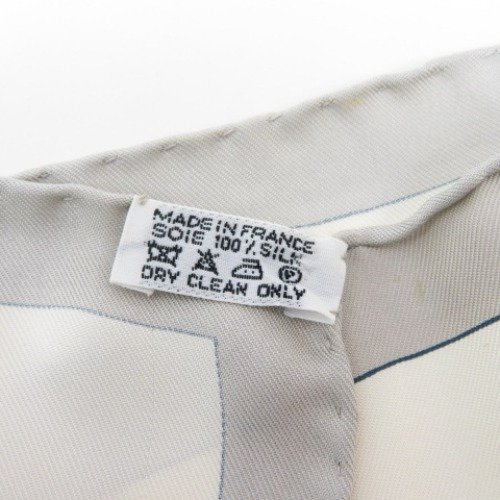 MADE IN FRANCE
SOIE 100% SILK
P
DRY CLEAN ONLY